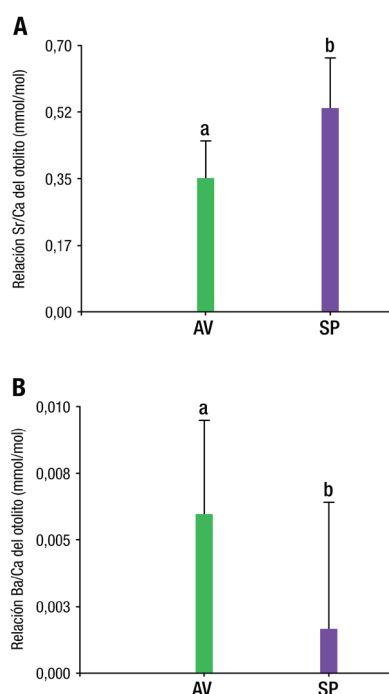 A
Relación Sr/Ca del otolito (mmol/mol)
0,70
0,52
0,35
0,17
0,00
a
b
AV
SP
B
Relación Ba/Ca del otolito (mmol/mol)
0,010
0,008
0,005
0,003
0,000
a
b
AV
SP